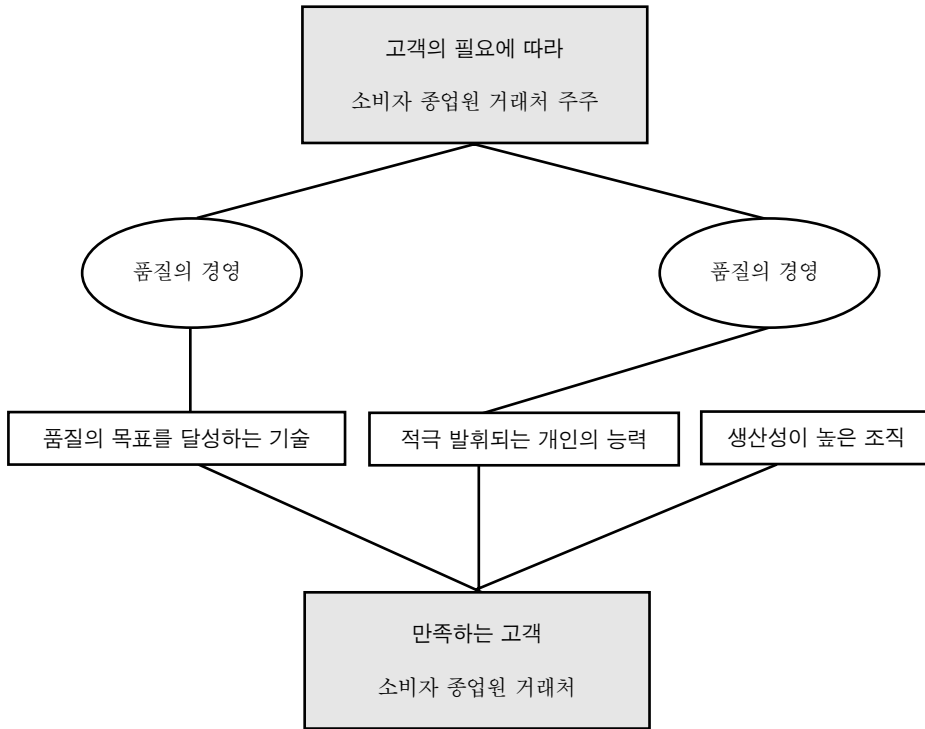 고객의 필요에 따라
소비자 종업원 거래처 주주
품질의 경영
품질의 경영
품질의 목표를 달성하는 기술
적극 발휘되는 개인의 능력
생산성이 높은 조직
만족하는 고객
소비자 종업원 거래처